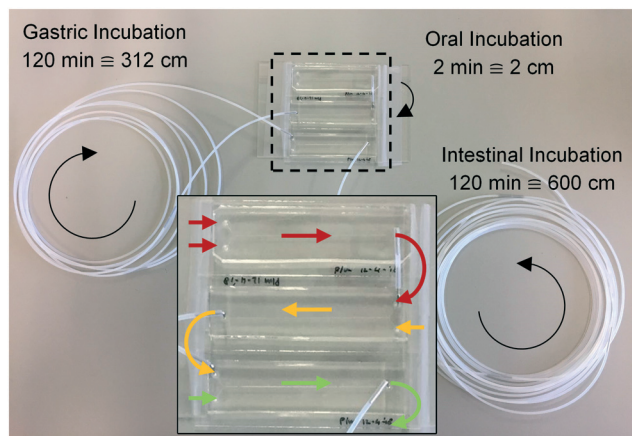 Gastric Incubation
120 min ≅ 312 cm
Oral Incubation
2 min ≅ 2 cm
Intestinal Incubation
120 min ≅ 600 cm